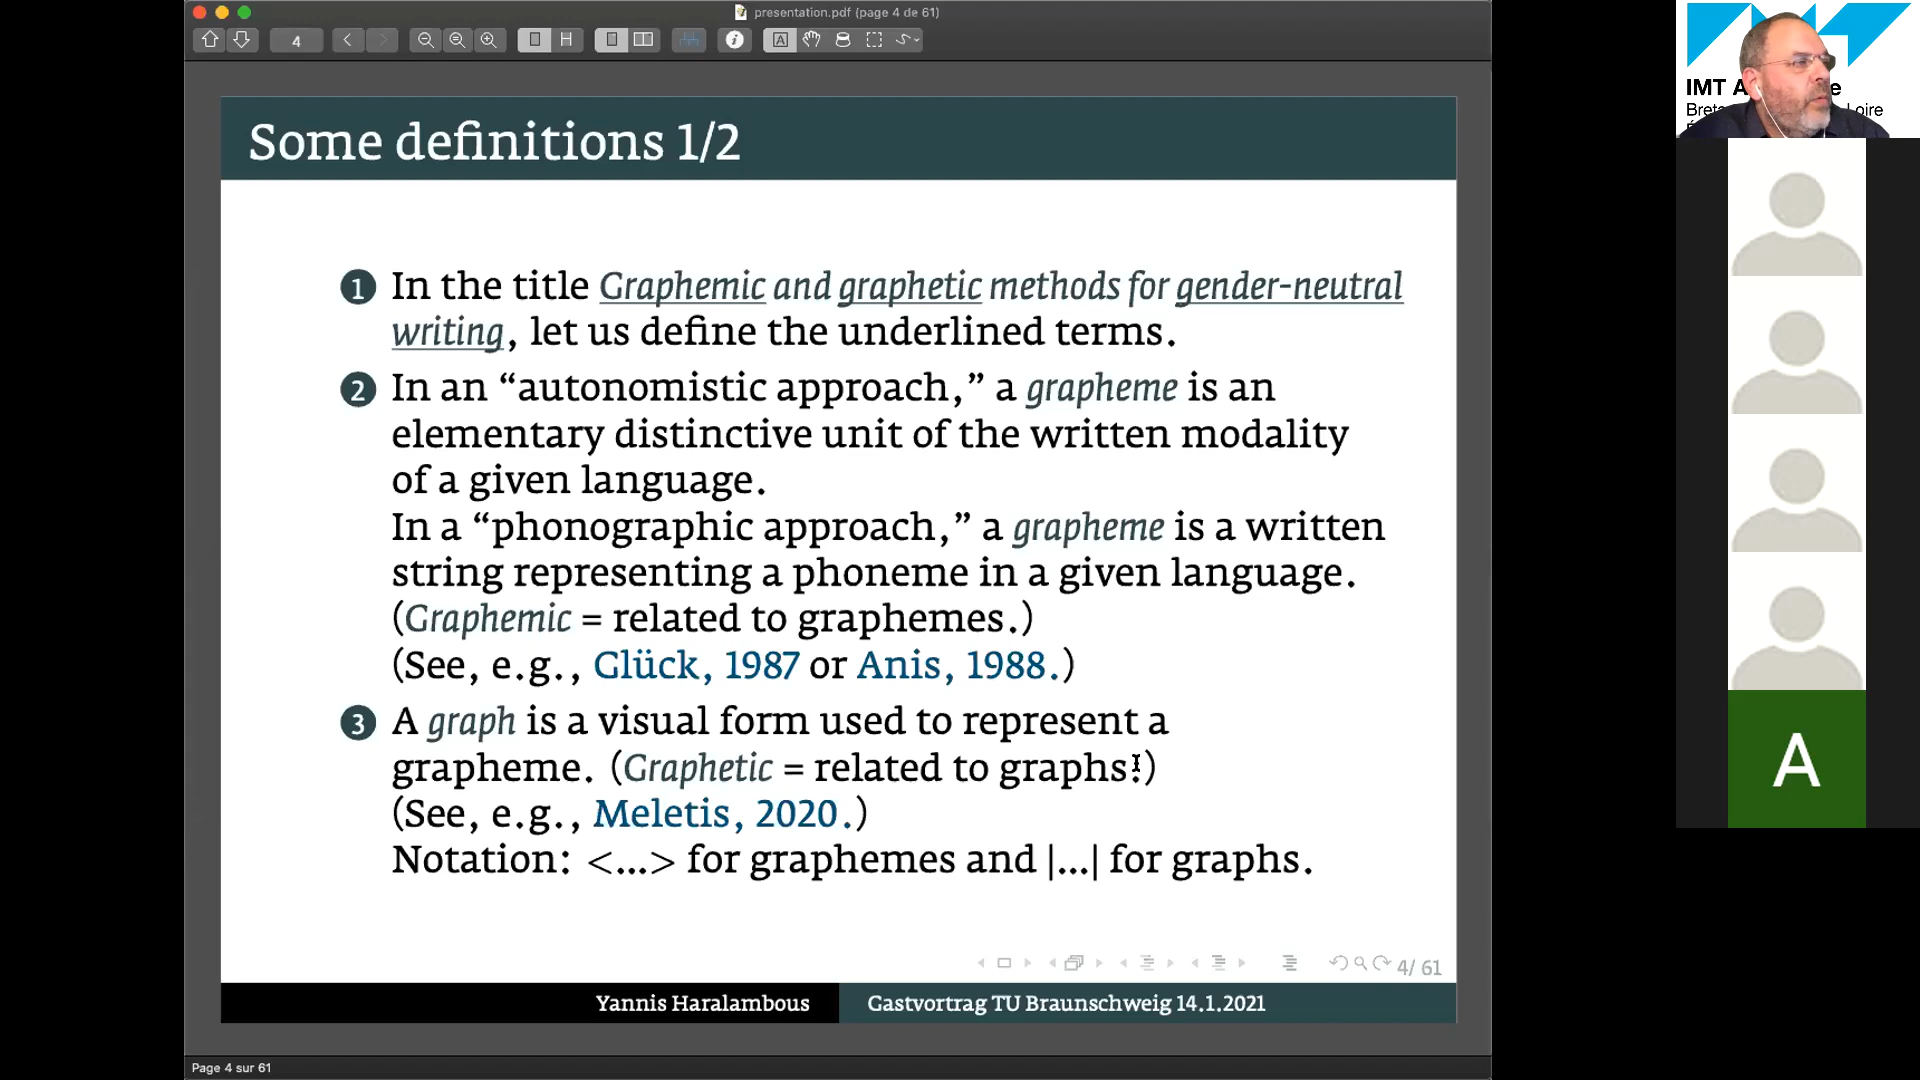 presentation.pdf (page 4 de 61)
4
Some definitions 1/2
1 In the title Graphemic and graphetic methods for gender-neutral
writing, let us define the underlined terms.
2 In an “autonomistic approach,” a grapheme is an
elementary distinctive unit of the written modality
of a given language.
In a “phonographic approach,” a grapheme is a written
string representing a phoneme in a given language.
(Graphemic = related to graphemes.)
(See, e.g., Glück, 1987 or Anis, 1988.)
3 A graph is a visual form used to represent a
grapheme. (Graphetic = related to graphs.)
(See, e.g., Meletis, 2020.)
Notation: <...> for graphemes and |...| for graphs.
4/ 61
Yannis Haralambous
Gastvortrag TU Braunschweig 14.1.2021
Page 4 sur 61
IMT
Loire
A